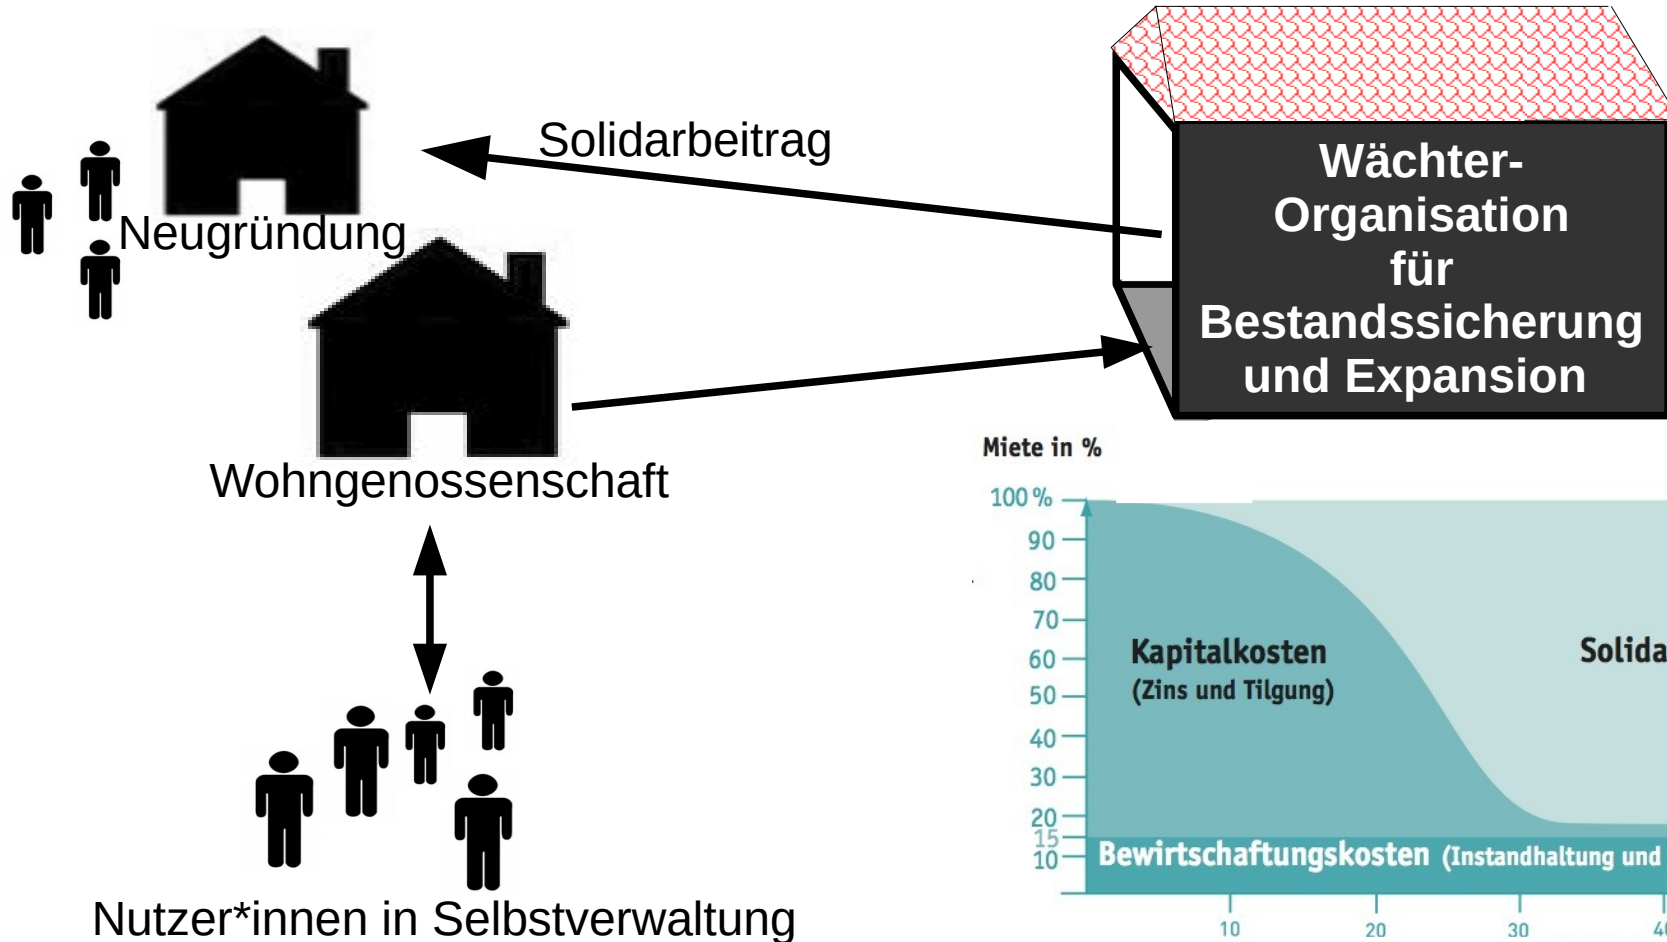 Solidarbeitrag
Neugründung
Wohngenossenschaft
Nutzer*innen in Selbstverwaltung
Wächter-
Organisation
für
Bestandssicherung
und Expansion
Miete in %
100 %
90
80
70
60
50
40
30
20
15
10
Kapitalkosten
(Zins und Tilgung)
Solida
Bewirtschaftungskosten (Instandhaltung und
10
20
30
40